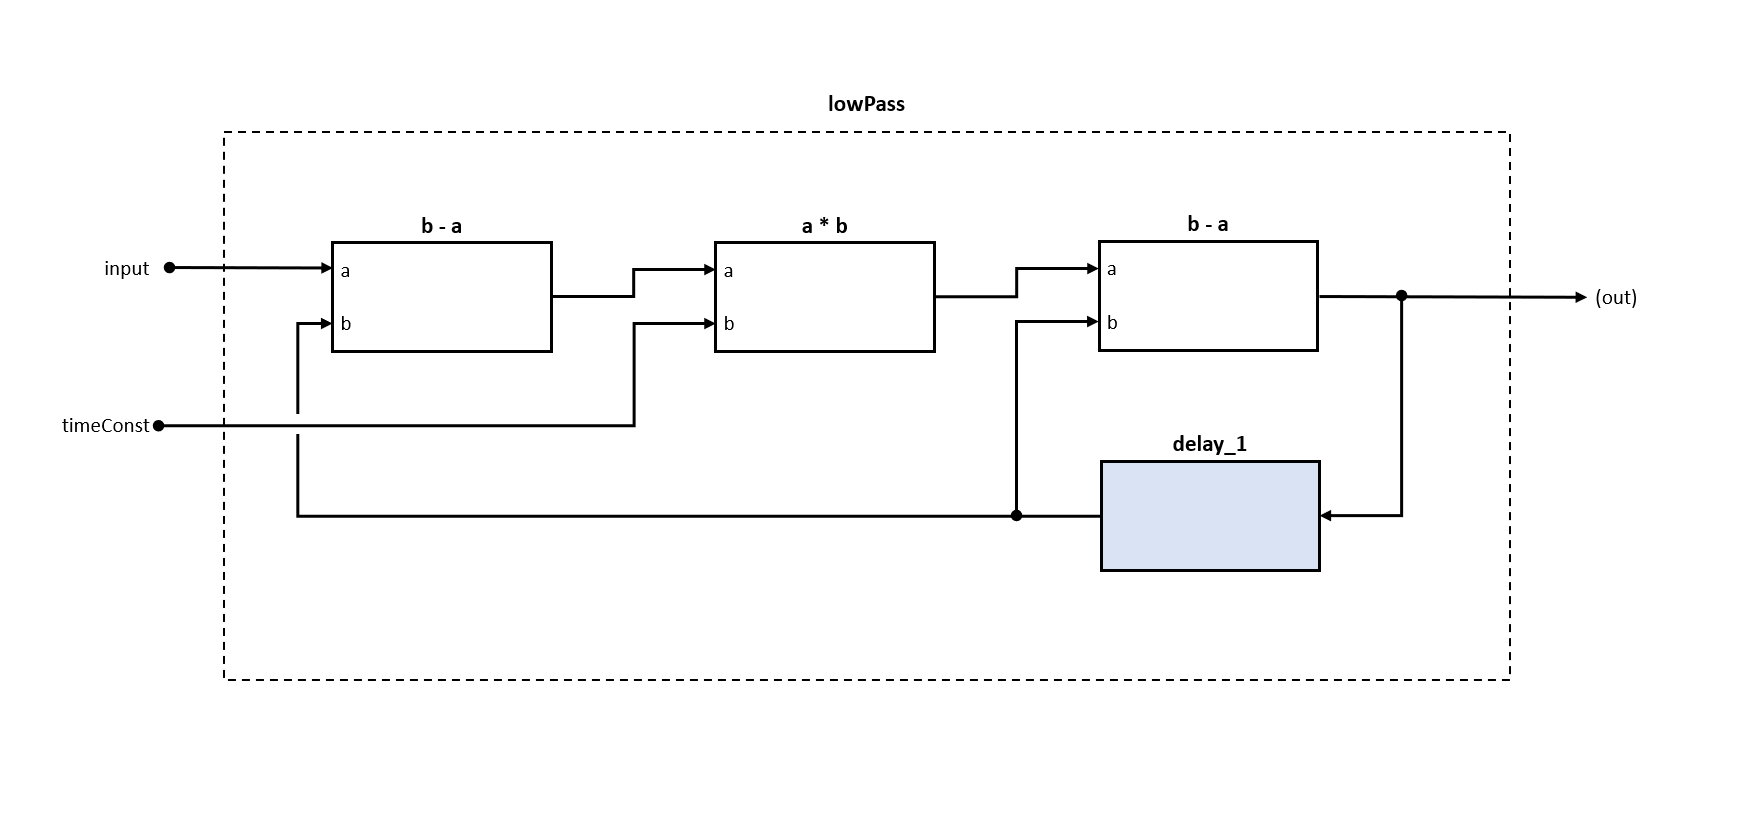 lowPass
b - a
a * b
b - a
input
a
a
a
(out)
b
b
b
timeConst
delay_1